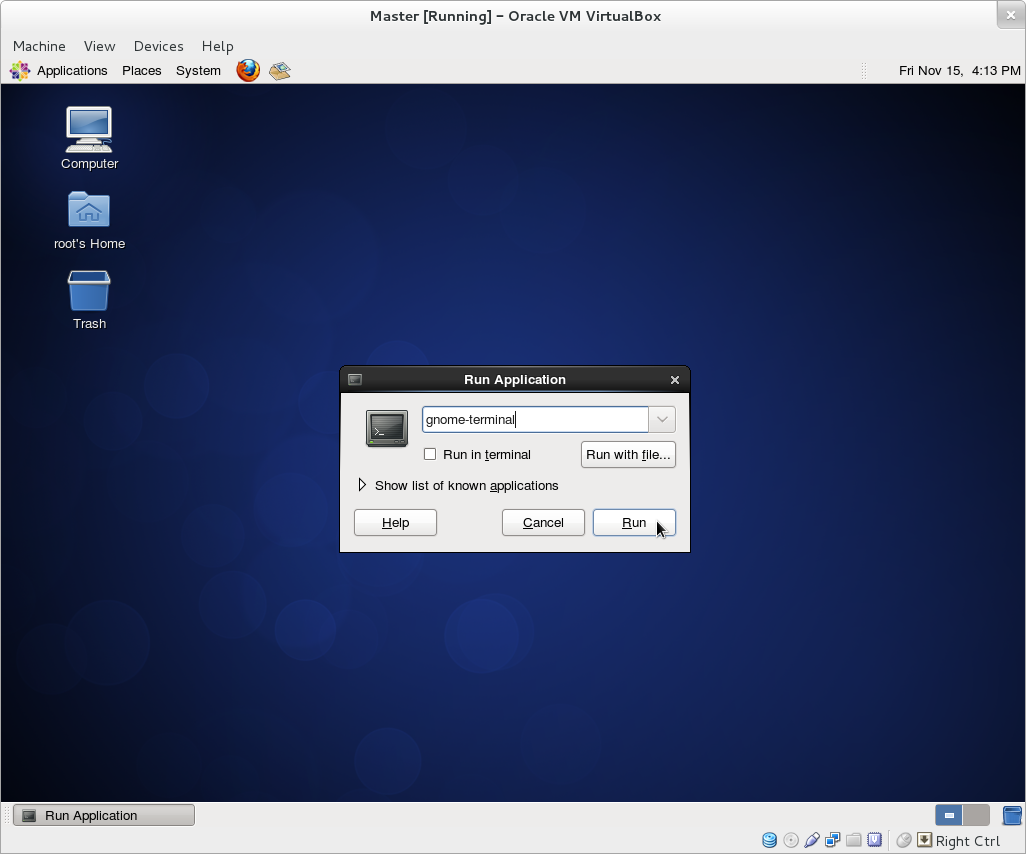 Master [Running] – Oracle VM VirtualBox
Machine View Devices Help
Applications Places System Fri Nov 15, 4:13 PM
Computer
root's Home
Trash
Run Application
gnome-terminal
Run in terminal Run with file...
Show list of known applications
Help Cancel Run
Run Application
Right Ctrl